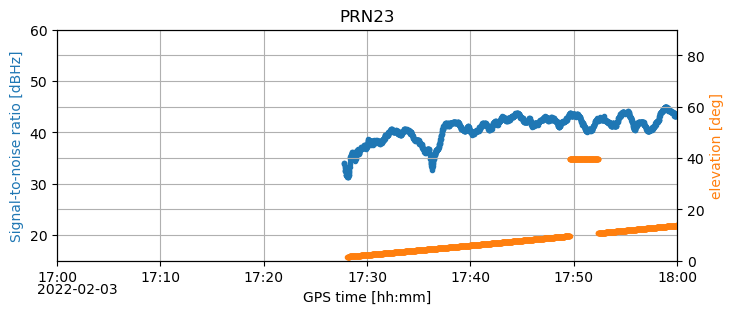 PRN23
Signal-to-noise ratio [dBHz]
60
50
40
30
20
80
60
40
20
0
elevation [deg]
17:00 17:10 17:20 17:30 17:40 17:50 18:00
2022-02-03
GPS time [hh:mm]